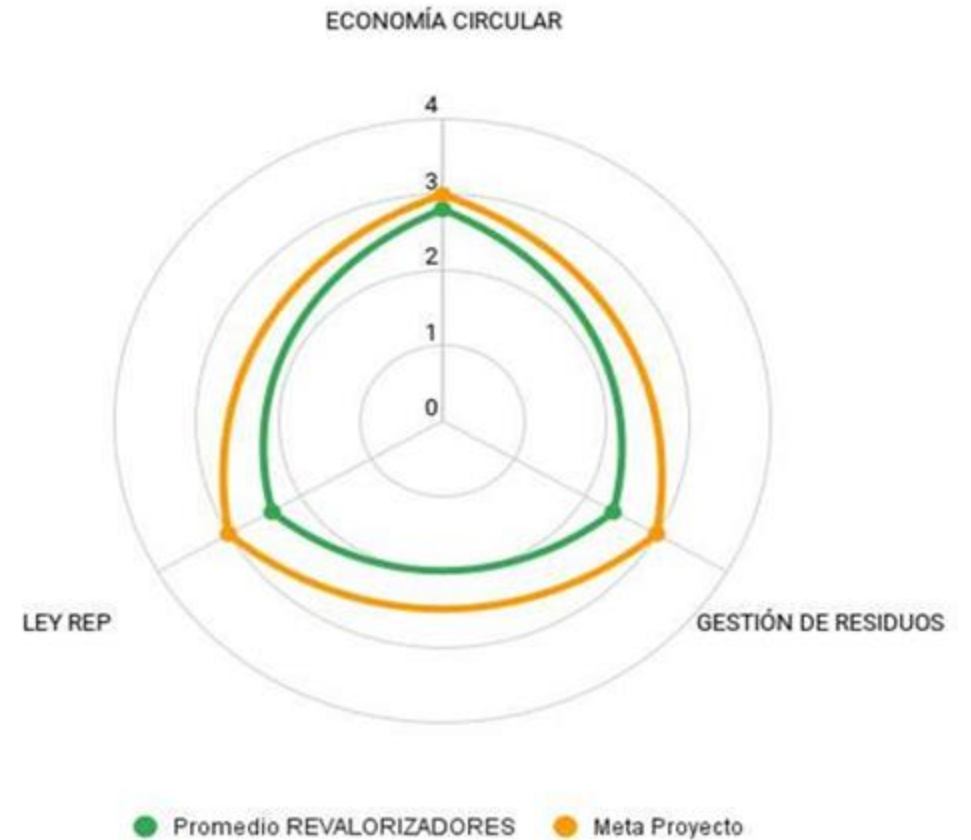 ECONOMÍA CIRCULAR
4
3
2
1
0
LEY REP
GESTIÓN DE RESIDUOS
Promedio REVALORIZADORES
Meta Proyecto